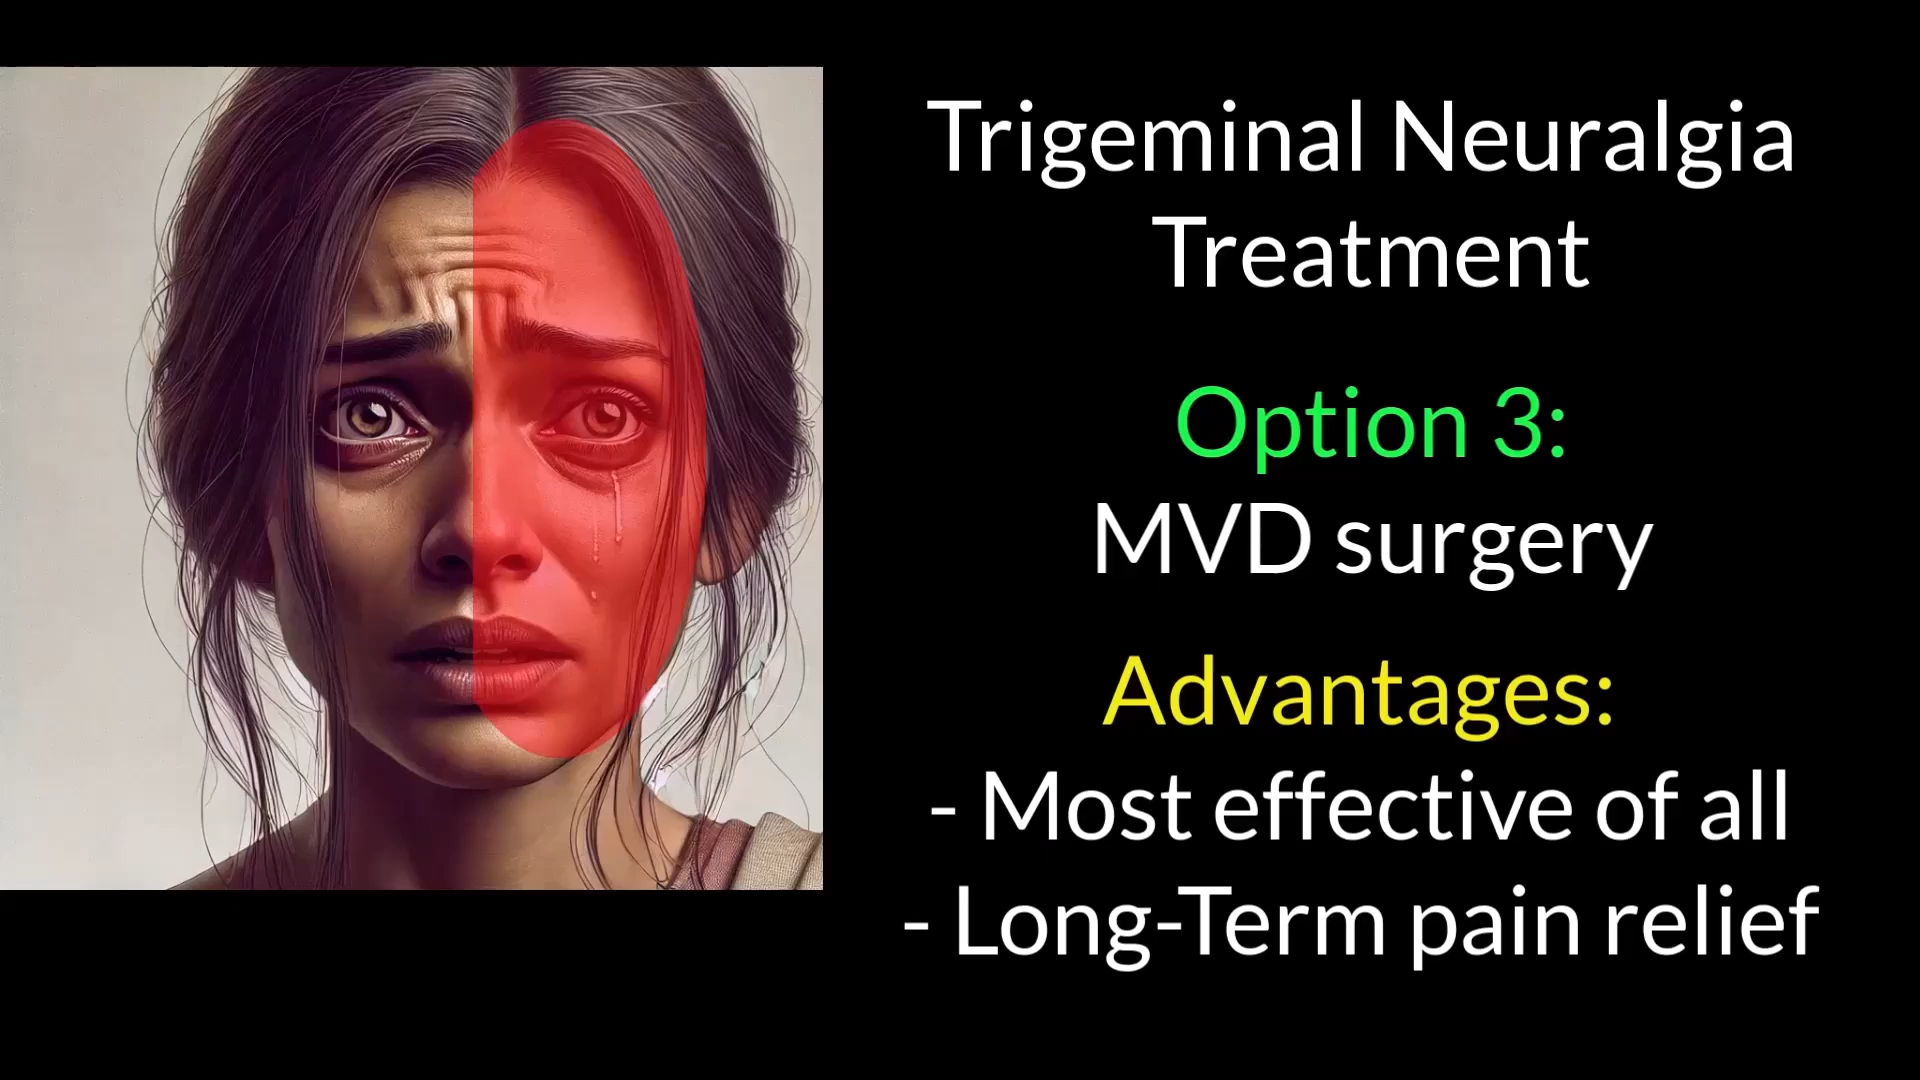 Trigeminal Neuralgia
Treatment
Option 3:
MVD surgery
Advantages:
- Most effective of all
- Long-Term pain relief